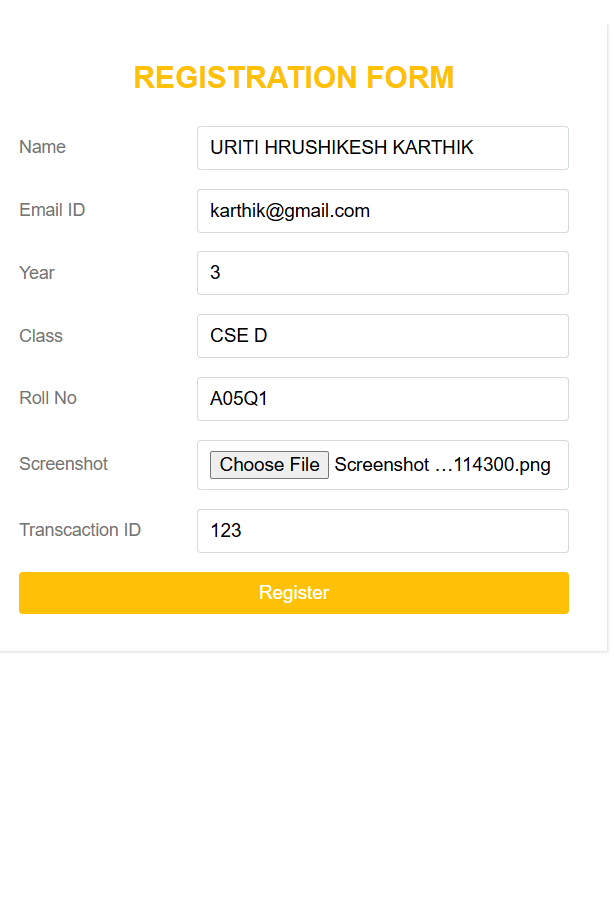 REGISTRATION FORM
Name URITI HRUSHIKESH KARTHIK
Email ID karthik@gmail.com
Year 3
Class CSE D
Roll No A05Q1
Screenshot Choose File Screenshot …114300.png
Transcaction ID 123
Register